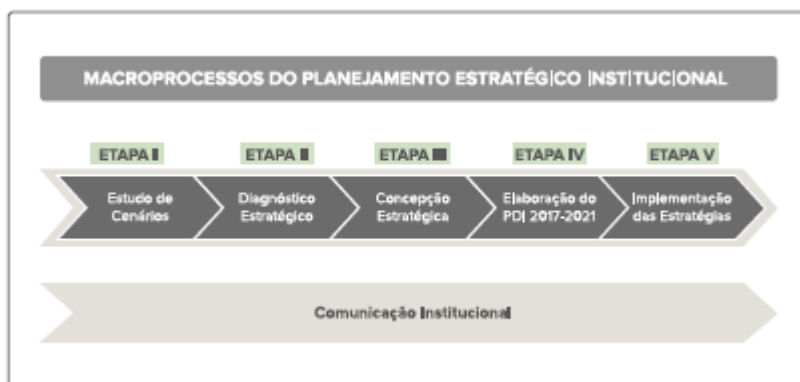 MACROPROCESSOS DO PLANEJAMENTO ESTRATÉGICO INSTITUCIONAL
ETAPA I
ETAPA II
ETAPA III
ETAPA IV
ETAPA V
Estudo de
Cenários
Diagnóstico
Estratégico
Concepção
Estratégica
Elaboração do
PDI 2017-2021
Implementação
das Estratégias
Comunicação Institucional